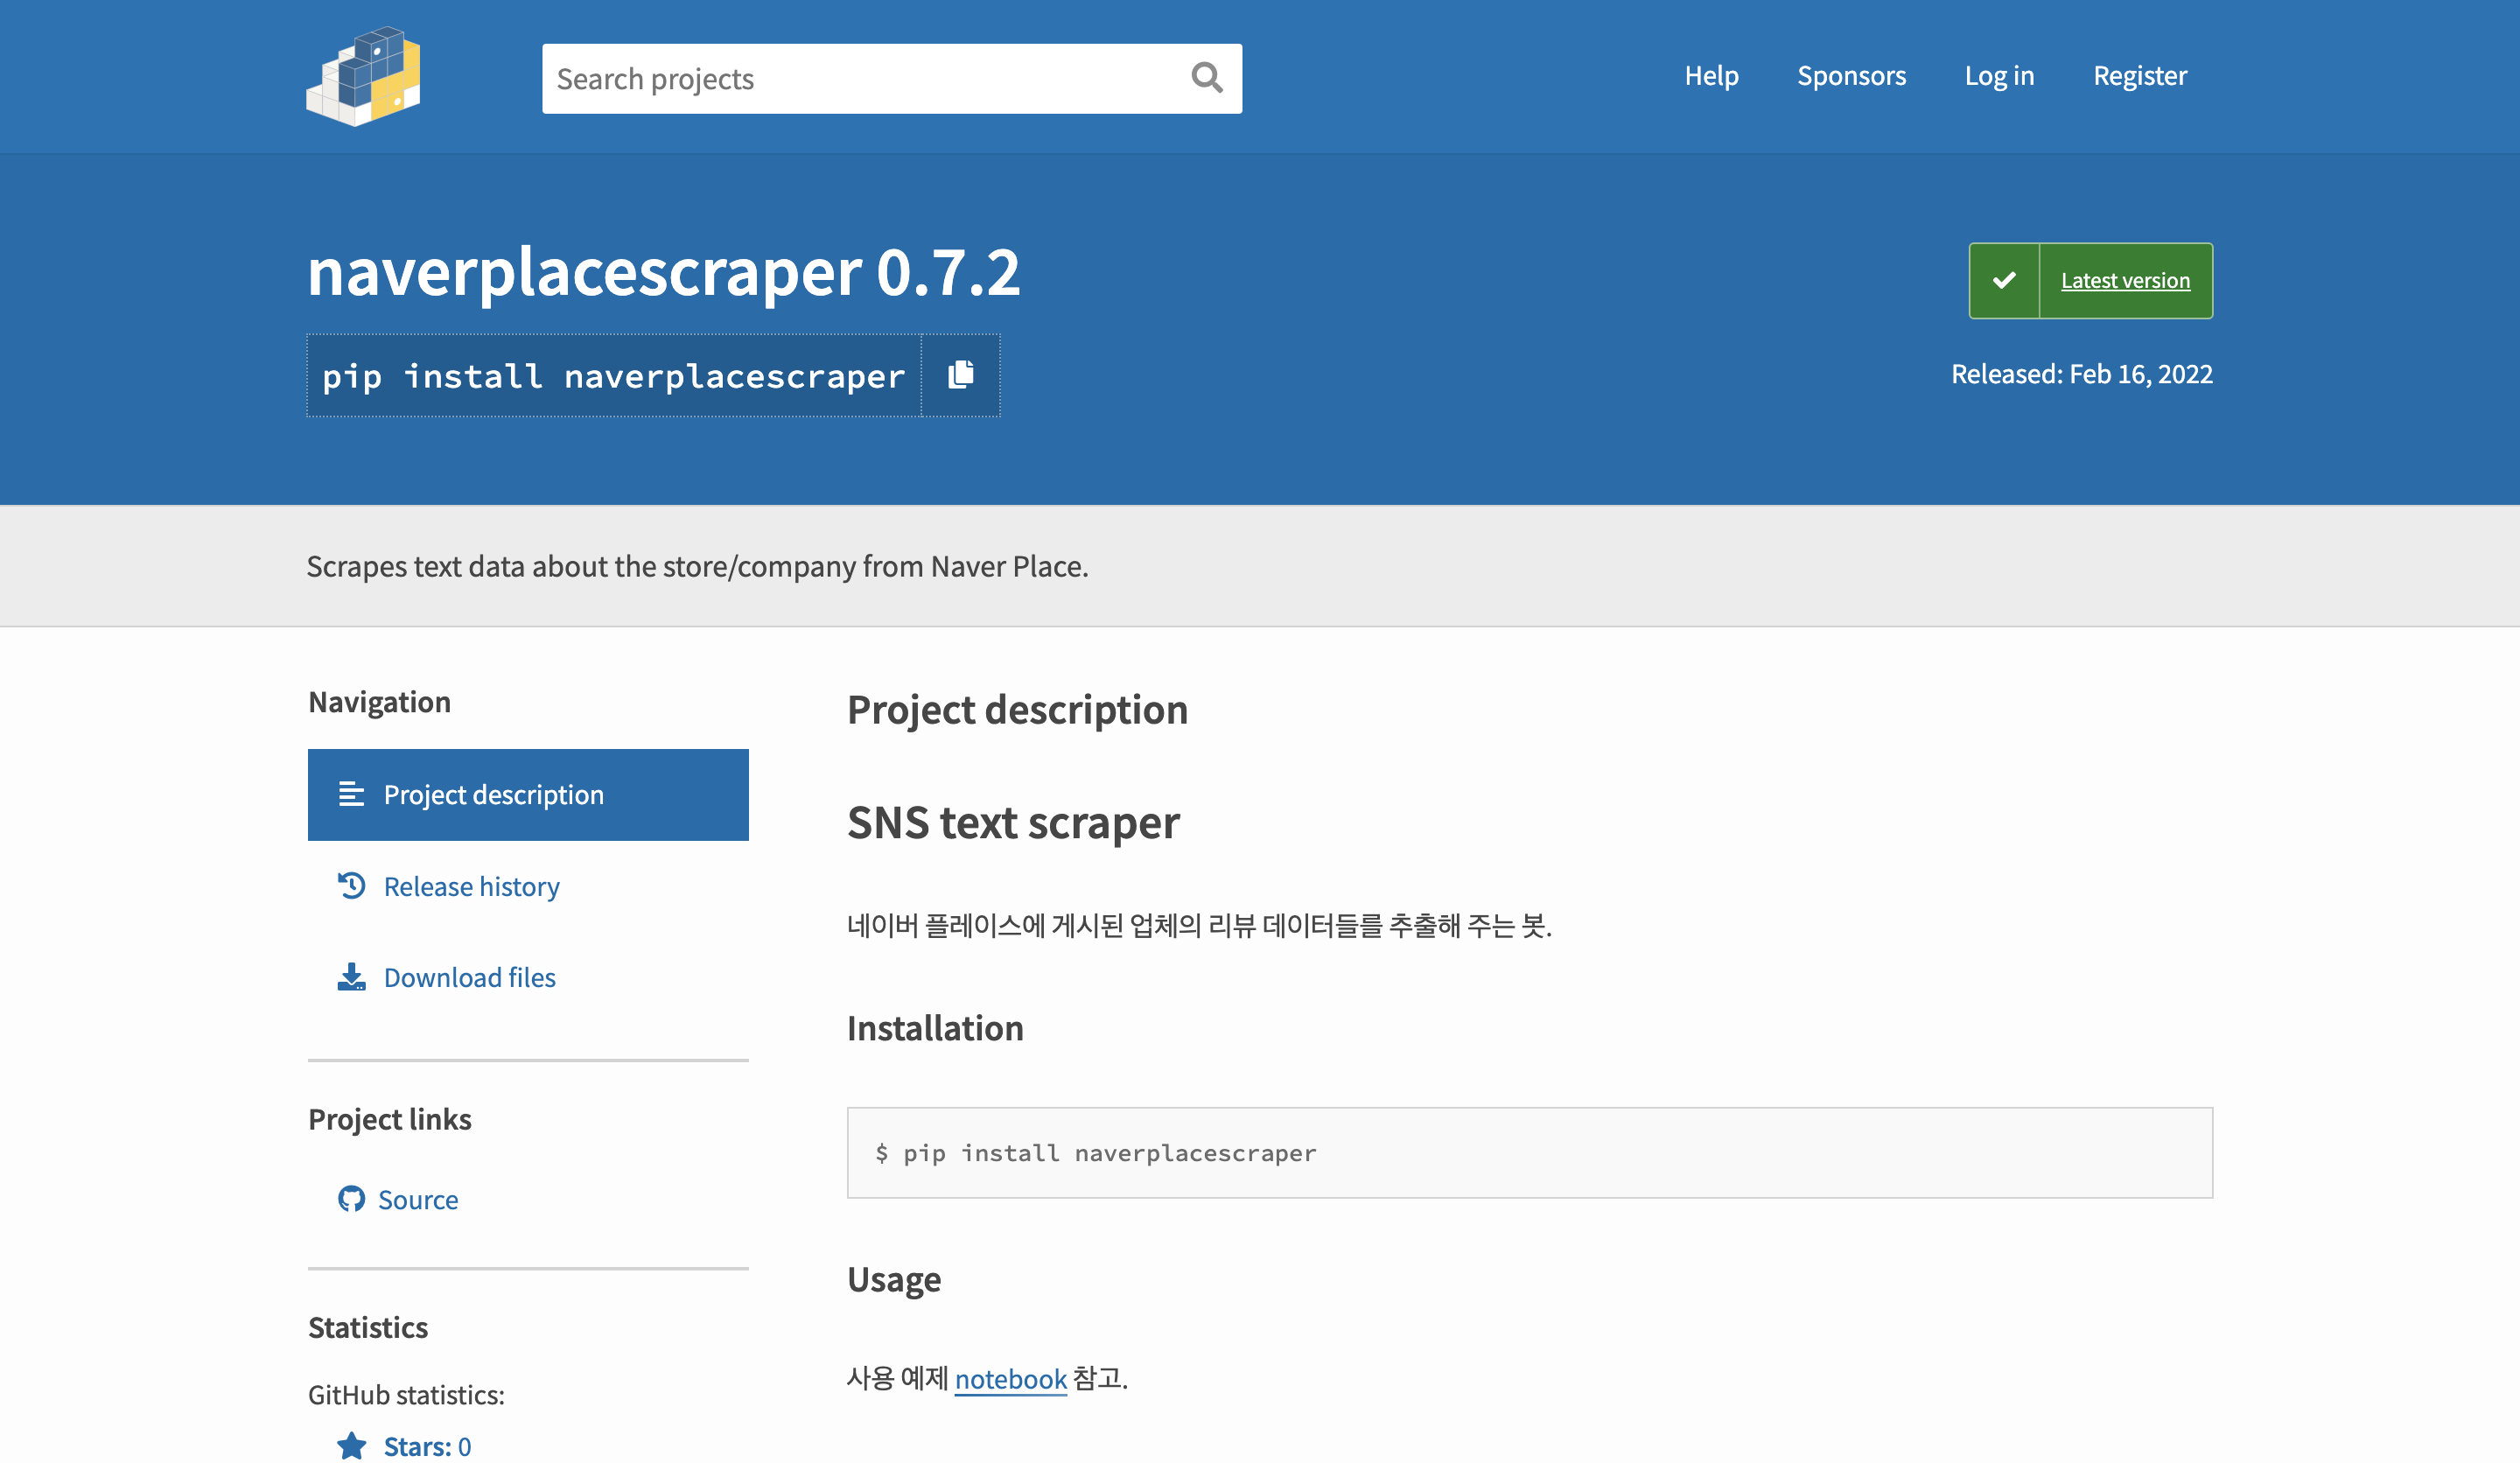 Search projects
Help
Sponsors
Log in
Register
naverplacescraper 0.7.2
pip install naverplacescraper
Latest version
Released: Feb 16, 2022
Scrapes text data about the store/company from Naver Place.
Navigation
Project description
Release history
Download files
Project links
Source
Statistics
GitHub statistics:
Stars: 0
Project description
SNS text scraper
네이버 플레이스에 게시된 업체의 리뷰 데이터들를 추출해 주는 봇.
Installation
$ pip install naverplacescraper
Usage
사용 예제 notebook 참고.